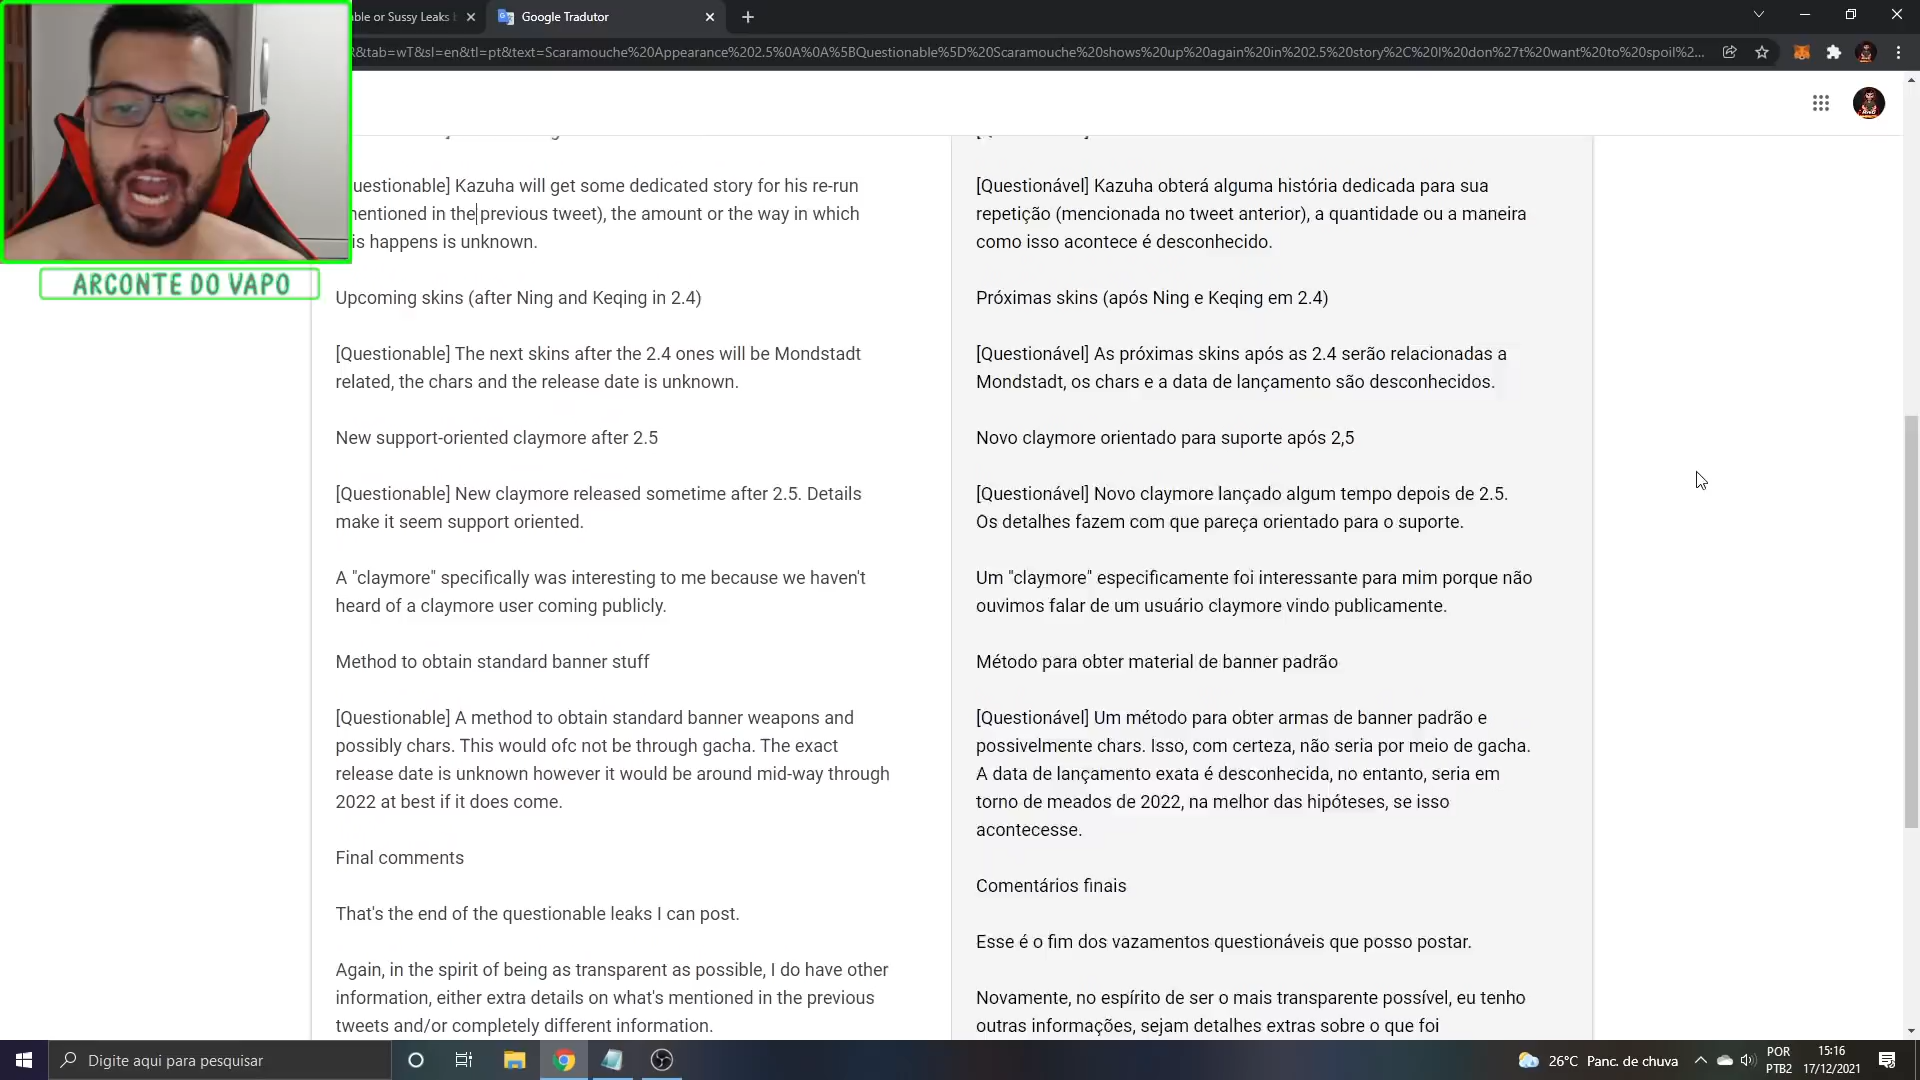 ble or Sussy Leaks
Google Tradutor
R&tab=wT&sl=en&tl=pt&text=Scaramouche%20Appearance%202.5%0A%0A%5BQuestionable%5D%20Scaramouche%20shows%20up%20again%20in%202.5%20story%2C%20I%20don%27t%20want%20to%20spoil%2...
ARCONTE DO VAPO
uestionable] Kazuha will get some dedicated story for his re-run
mentioned in the previous tweet), the amount or the way in which
is happens is unknown.
Upcoming skins (after Ning and Keqing in 2.4)
[Questionable] The next skins after the 2.4 ones will be Mondstadt
related, the chars and the release date is unknown.
New support-oriented claymore after 2.5
[Questionable] New claymore released sometime after 2.5. Details
make it seem support oriented.
A "claymore" specifically was interesting to me because we haven't
heard of a claymore user coming publicly.
Method to obtain standard banner stuff
[Questionable] A method to obtain standard banner weapons and
possibly chars. This would ofc not be through gacha. The exact
release date is unknown however it would be around mid-way through
2022 at best if it does come.
Final comments
That's the end of the questionable leaks I can post.
Again, in the spirit of being as transparent as possible, I do have other
information, either extra details on what's mentioned in the previous
tweets and/or completely different information.
[Questionável] Kazuha obterá alguma história dedicada para sua
repetição (mencionada no tweet anterior), a quantidade ou a maneira
como isso acontece é desconhecido.
Próximas skins (após Ning e Keqing em 2.4)
[Questionável] As próximas skins após as 2.4 serão relacionadas a
Mondstadt, os chars e a data de lançamento são desconhecidos.
Novo claymore orientado para suporte após 2,5
[Questionável] Novo claymore lançado algum tempo depois de 2.5.
Os detalhes fazem com que pareça orientado para o suporte.
Um "claymore" especificamente foi interessante para mim porque não
ouvimos falar de um usuário claymore vindo publicamente.
Método para obter material de banner padrão
[Questionável] Um método para obter armas de banner padrão e
possivelmente chars. Isso, com certeza, não seria por meio de gacha.
A data de lançamento exata é desconhecida, no entanto, seria em
torno de meados de 2022, na melhor das hipóteses, se isso
acontecesse.
Comentários finais
Esse é o fim dos vazamentos questionáveis que posso postar.
Novamente, no espírito de ser o mais transparente possível, eu tenho
outras informações, sejam detalhes extras sobre o que foi
Digite aqui para pesquisar
26°C Panc. de chuva
POR
PTB2
15:16
17/12/2021